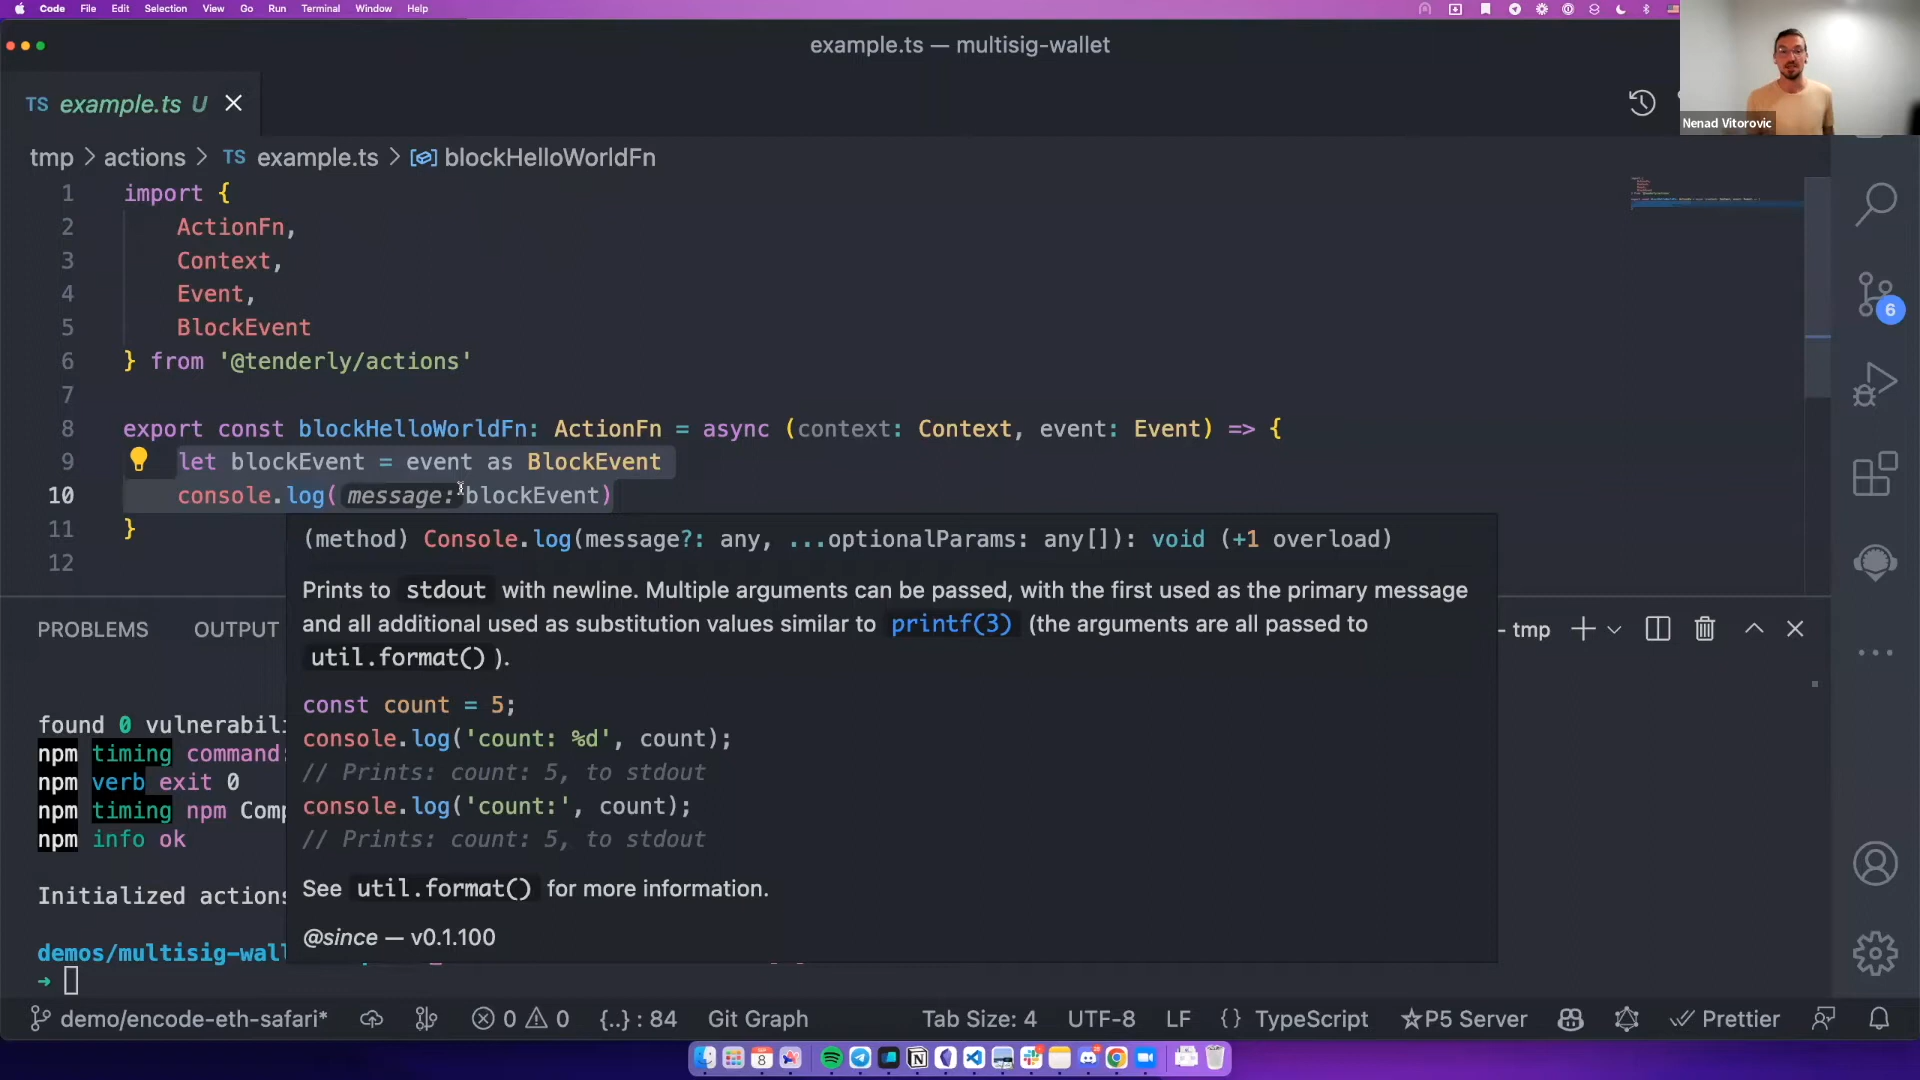 Code File Edit Selection View Go Run Terminal Window Help
example.ts — multisig-wallet
TS example.ts U
Nenad Vitorovic
tmp > actions > TS example.ts > blockHelloWorldFn
1 import {
2 ActionFn,
3 Context,
4 Event,
5 BlockEvent
6 } from '@tenderly/actions'
7
8 export const blockHelloWorldFn: ActionFn = async (context: Context, event: Event) => {
9 let blockEvent = event as BlockEvent
10 console.log( message: blockEvent)
11 }
12
(method) Console.log(message?: any, ...optionalParams: any[]): void (+1 overload)
Prints to stdout with newline. Multiple arguments can be passed, with the first used as the primary message
and all additional used as substitution values similar to printf(3) (the arguments are all passed to
util.format() ).
const count = 5;
console.log('count: %d', count);
// Prints: count: 5, to stdout
console.log('count:', count);
// Prints: count: 5, to stdout
See util.format() for more information.
@since — v0.1.100
6
PROBLEMS OUTPUT
- tmp
found 0 vulnerabili
npm timing command
npm verb exit 0
npm timing npm Comp
npm info ok
Initialized actions
demos/multisig-wall
demo/encode-eth-safari* 0 0 {..} : 84 Git Graph Tab Size: 4 UTF-8 LF {} TypeScript P5 Server Prettier
8